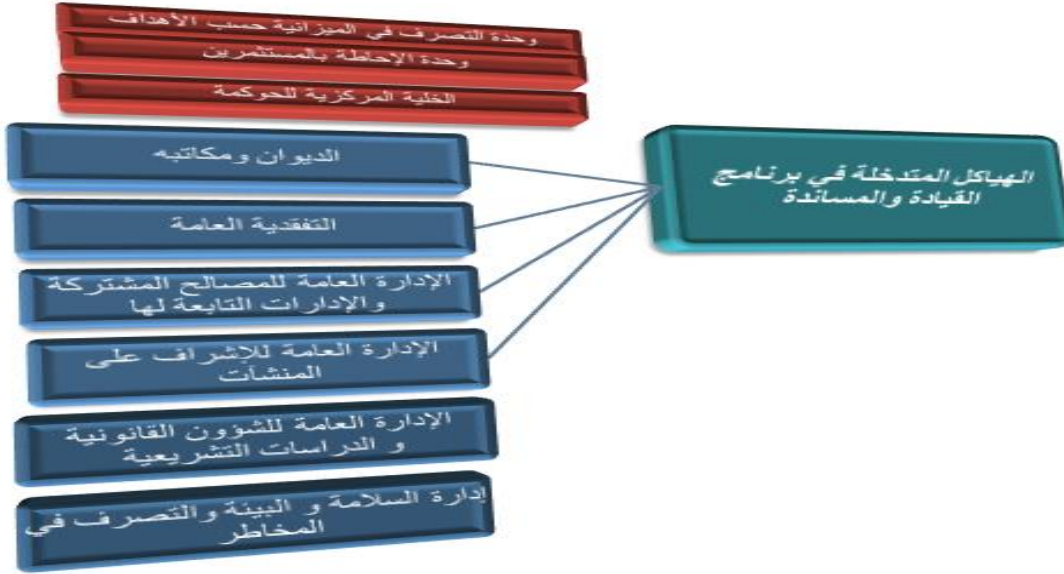 وحدة التصرف في الميزانية حسب الأهداف
وحدة الإحاطة بالمستثمرين
الخلية المركزية للحوكمة
الديوان ومكاتبه
التفقدية العامة
الإدارة العامة للمصالح المشتركة
والإدارات التابعة لها
الإدارة العامة للإشراف على
المنشآت
الإدارة العامة للشؤون القانونية
و الدراسات التشريعية
إدارة السلامة و البيئة والتصرف في
المخاطر
الهياكل المتدخلة في برنامج
القيادة والمساندة